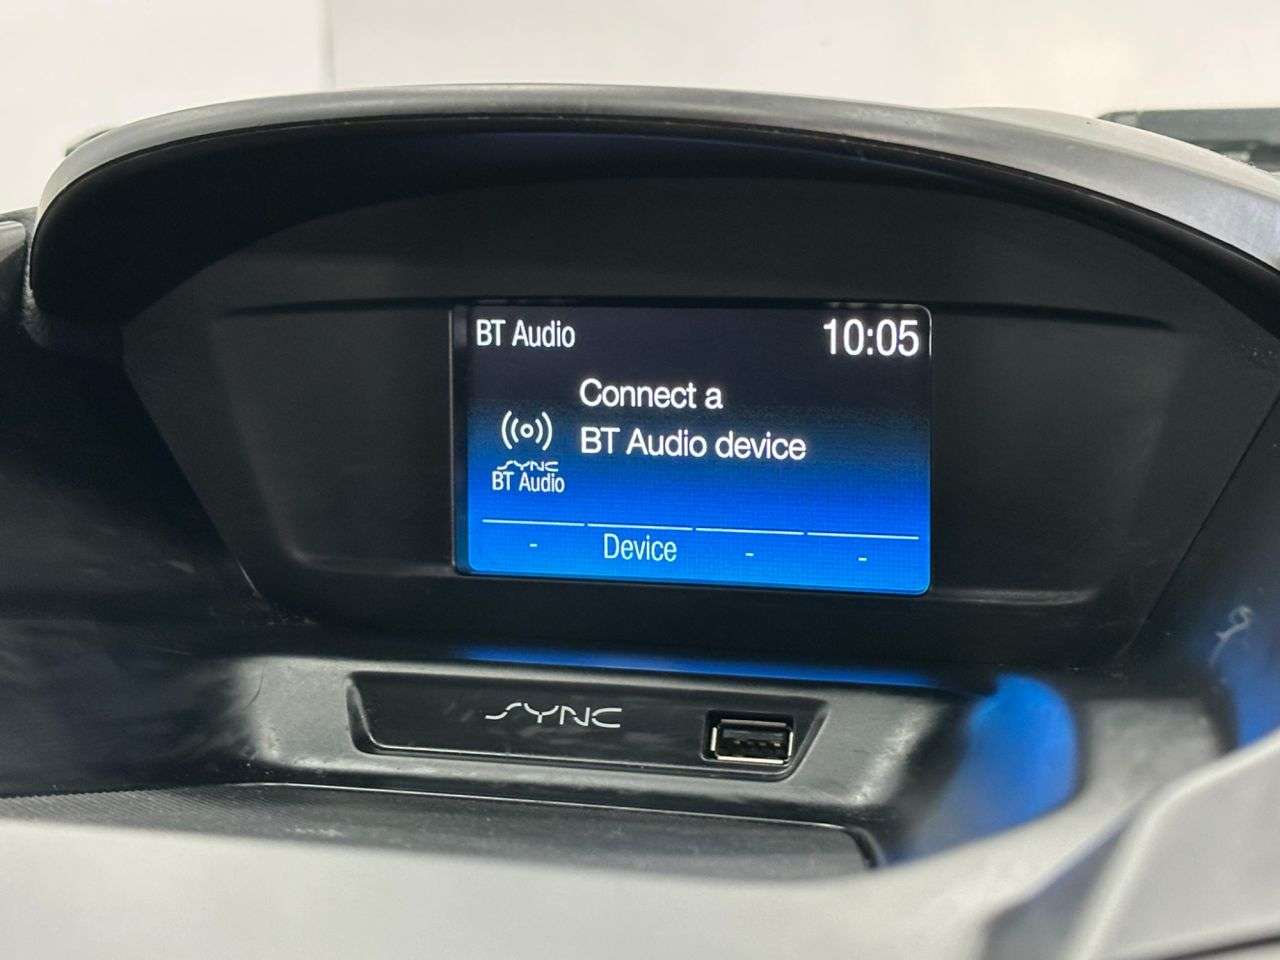 BT Audio
10:05
Connect a
BT Audio device
SYNC
BT Audio
- Device - -
SYNC